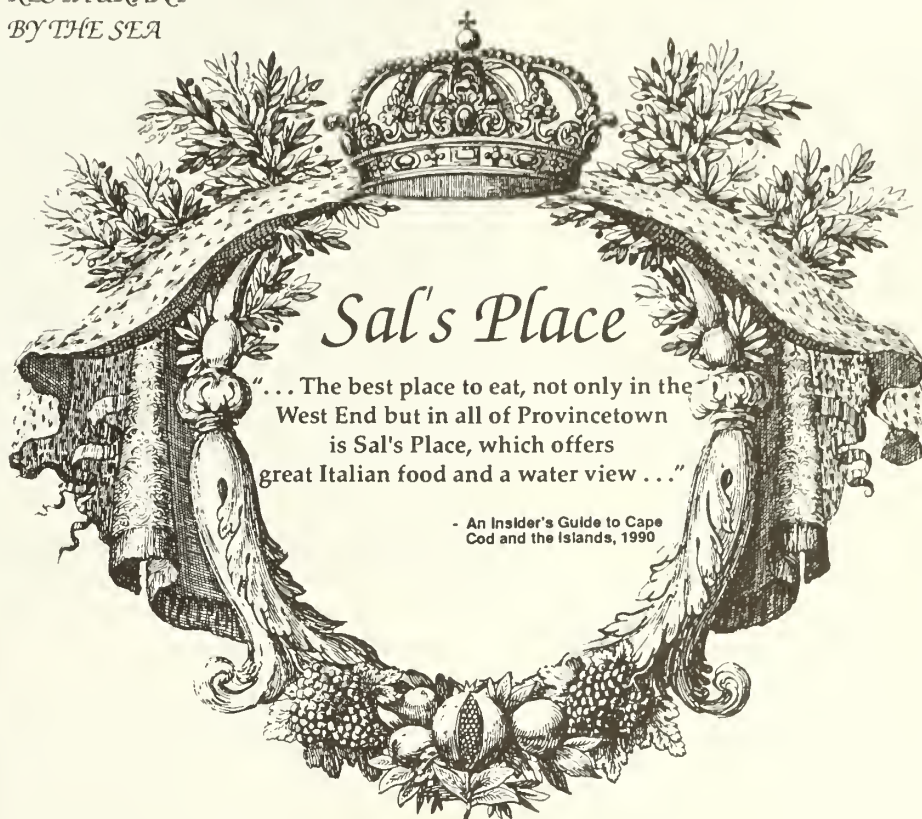 BY THE SEA
Sal's Place
"... The best place to eat, not only in the
West End but in all of Provincetown
is Sal's Place, which offers
great Italian food and a water view ..."
- An Insider's Guide to Cape
Cod and the Islands, 1990